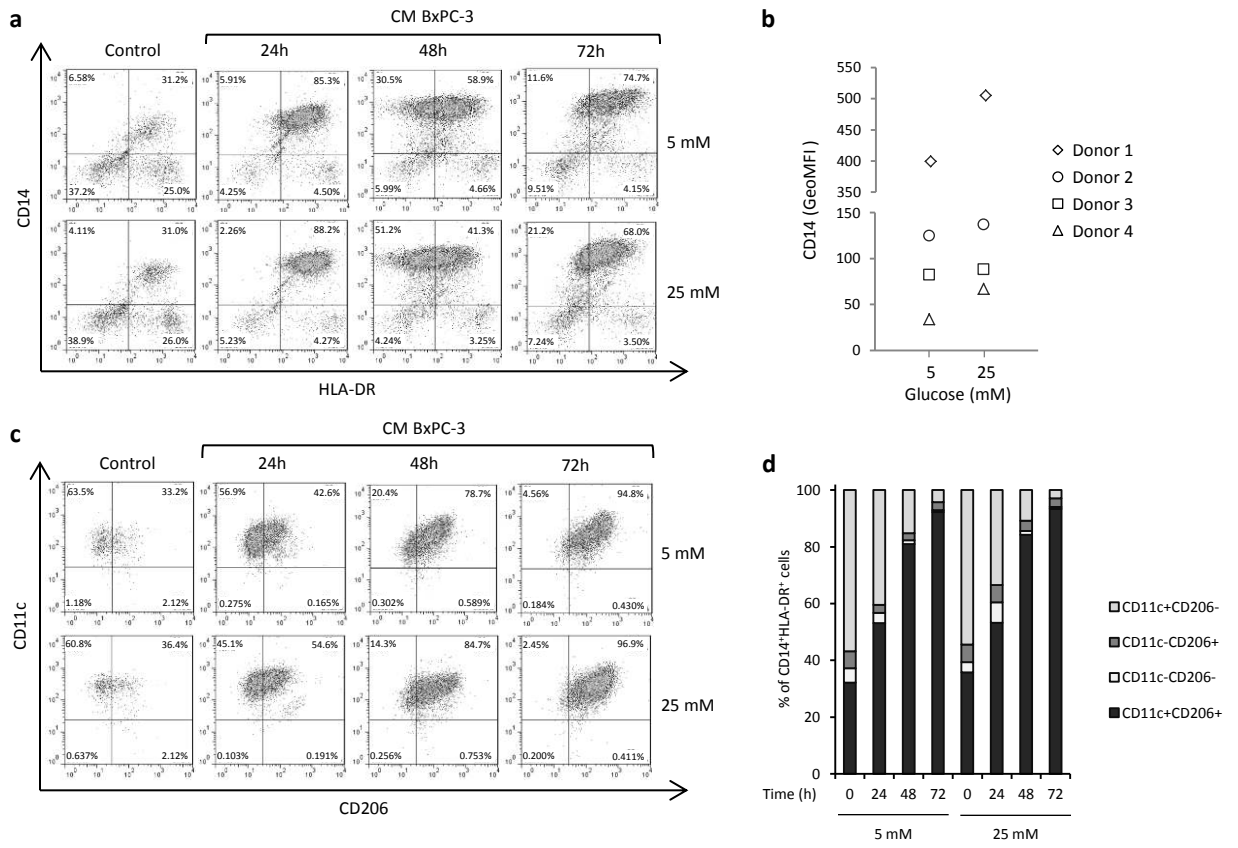 a
CM BxPC-3
Control 24h 48h 72h
6.58% 31.2% 5.91% 85.3% 30.5% 58.9% 11.6% 74.7%
5 mM
37.2% 25.0% 4.25% 4.50% 5.99% 4.66% 9.51% 4.15%
CD14
4.11% 31.0% 2.26% 88.2% 51.2% 41.3% 21.2% 68.0%
25 mM
38.9% 26.0% 5.23% 4.27% 4.24% 3.25% 7.24% 3.50%
HLA-DR
b
550
500
450
400
350
150
100
50
0
CD14 (GeoMFI)
5 25
Glucose (mM)
Donor 1
Donor 2
Donor 3
Donor 4
c
CM BxPC-3
Control 24h 48h 72h
63.5% 33.2% 56.9% 42.6% 20.4% 78.7% 4.56% 94.8%
5 mM
1.18% 2.12% 0.275% 0.165% 0.302% 0.589% 0.184% 0.430%
CD11c
60.8% 36.4% 45.1% 54.6% 14.3% 84.7% 2.45% 96.9%
25 mM
0.637% 2.12% 0.103% 0.191% 0.256% 0.753% 0.200% 0.411%
CD206
d
100
80
60
40
20
0
% of CD14⁺HLA-DR⁺ cells
Time (h) 0 24 48 72 0 24 48 72
5 mM 25 mM
CD11c+CD206-
CD11c-CD206+
CD11c-CD206-
CD11c+CD206+